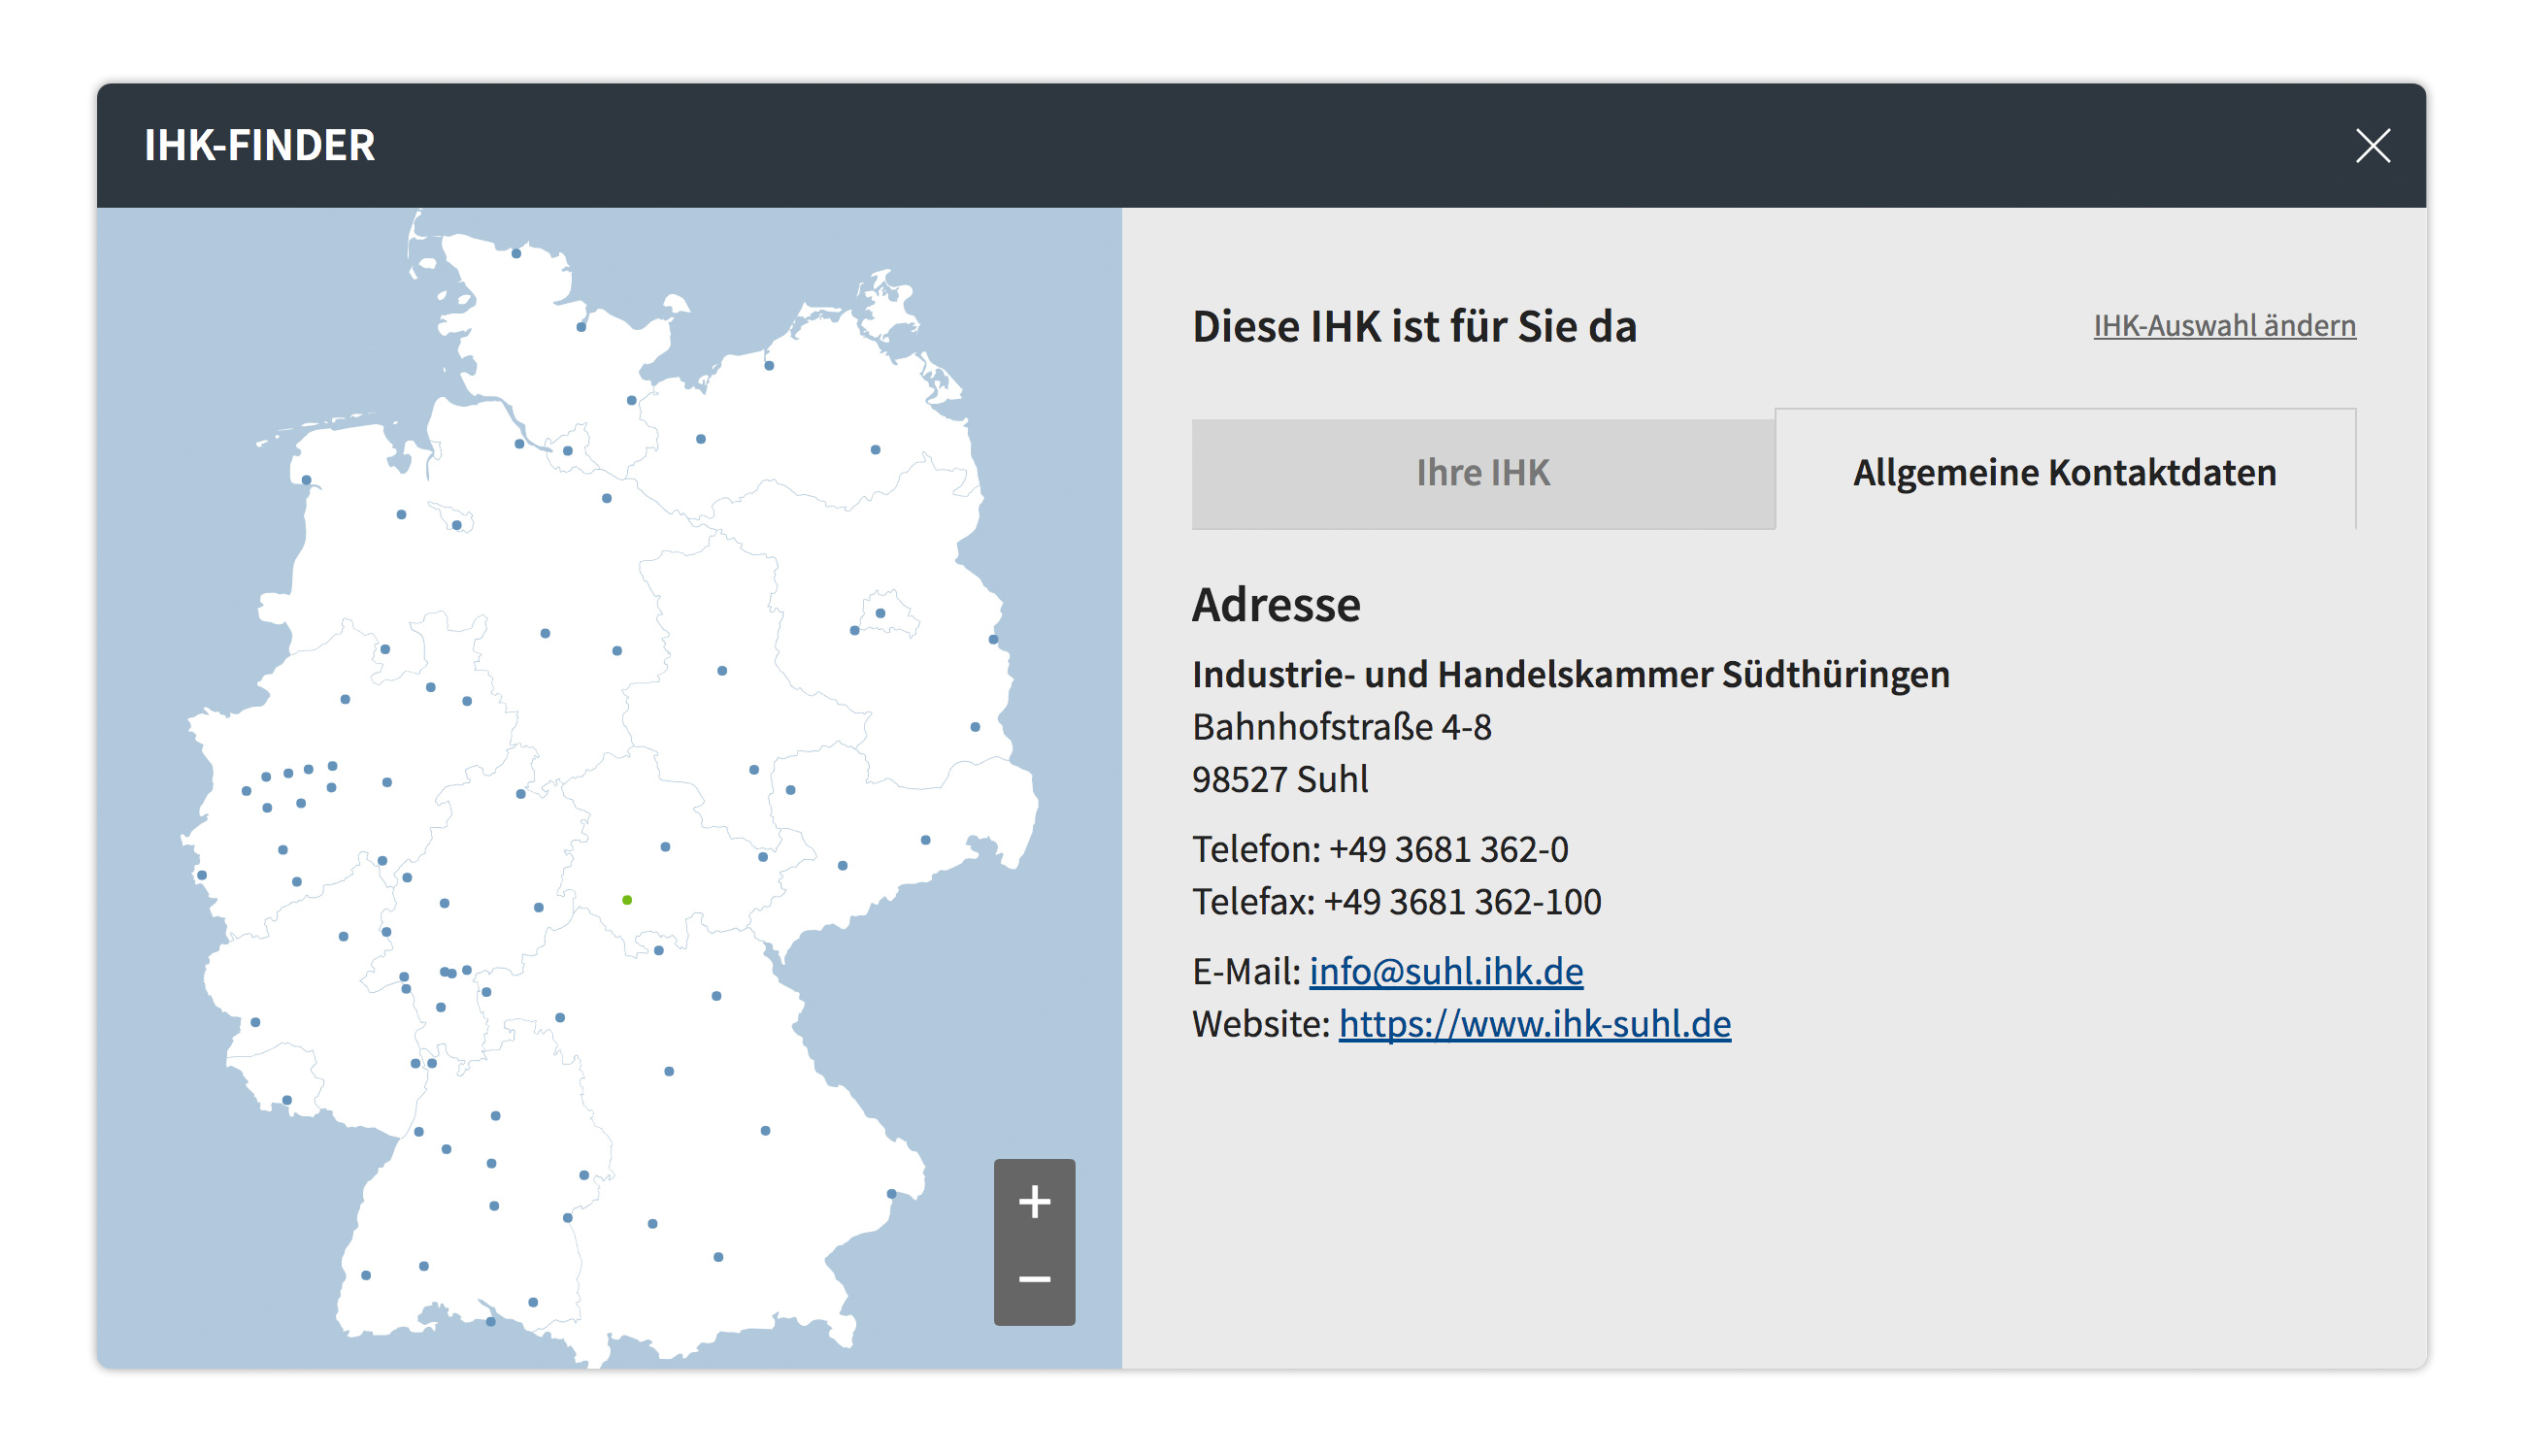 IHK-FINDER
Diese IHK ist für Sie da
IHK-Auswahl ändern
Ihre IHK
Allgemeine Kontaktdaten
Adresse
Industrie- und Handelskammer Südthüringen
Bahnhofstraße 4-8
98527 Suhl
Telefon: +49 3681 362-0
Telefax: +49 3681 362-100
E-Mail: info@suhl.ihk.de
Website: https://www.ihk-suhl.de